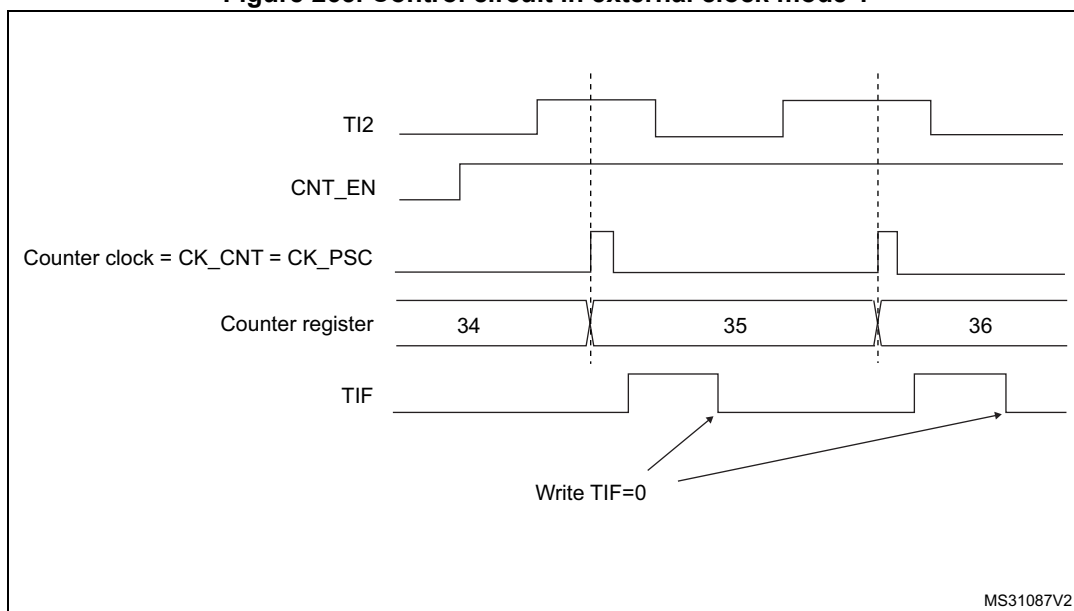 TI2
CNT_EN
Counter clock = CK_CNT = CK_PSC
Counter register
34
35
36
TIF
Write TIF=0
MS31087V2